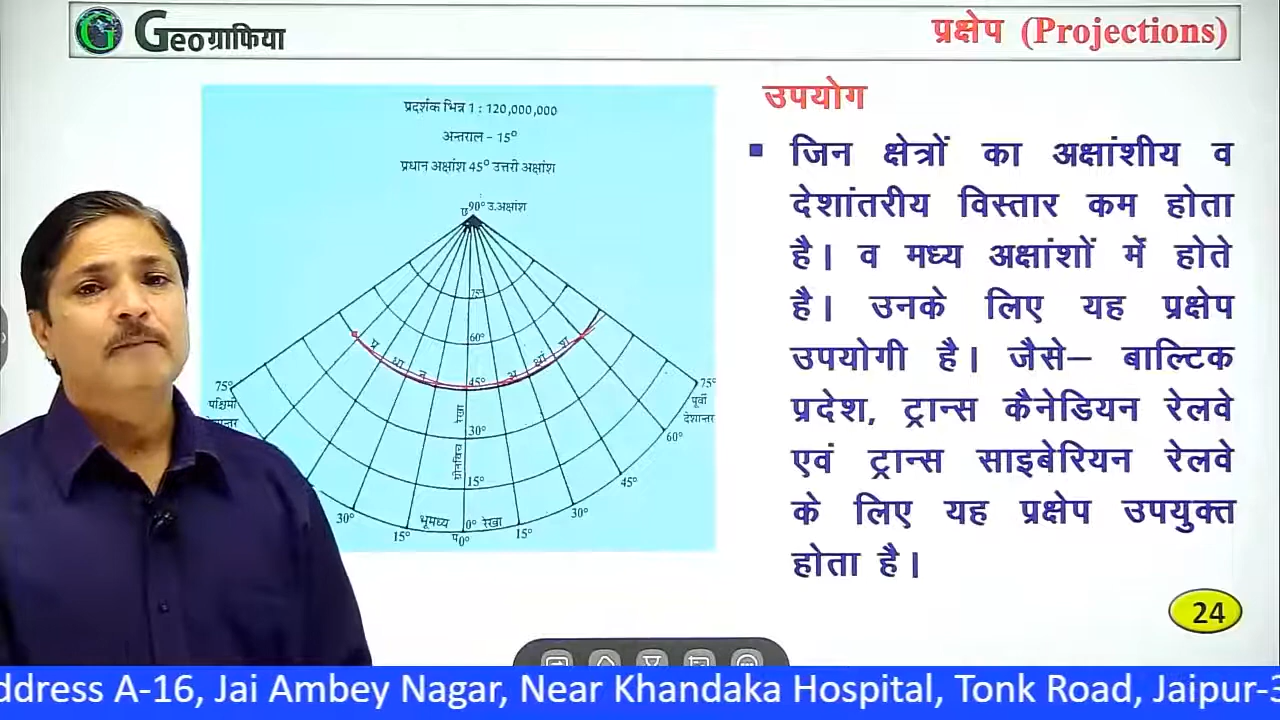 Geoग्राफिया
प्रक्षेप (Projections)
प्रदर्शक भिन्न 1 : 120,000,000
अन्तराल – 15°
प्रधान अक्षांश 45° उत्तरी अक्षांश
90° उ.अक्षांश
75°
60°
प्र धा न 45° अ क्षां श
रेखा
30°
ग्रीनविच
15°
भूमध्य 0° रेखा
75°
पश्चिमी
75°
पूर्वी
देशान्तर
60°
45°
30°
30°
15°
0°
15°
उपयोग
▪ जिन क्षेत्रों का अक्षांशीय व
देशांतरीय विस्तार कम होता
है। व मध्य अक्षांशों में होते
है। उनके लिए यह प्रक्षेप
उपयोगी है। जैसे– बाल्टिक
प्रदेश, ट्रान्स कैनेडियन रेलवे
एवं ट्रान्स साइबेरियन रेलवे
के लिए यह प्रक्षेप उपयुक्त
होता है।
24
ddress A-16, Jai Ambey Nagar, Near Khandaka Hospital, Tonk Road, Jaipur-3